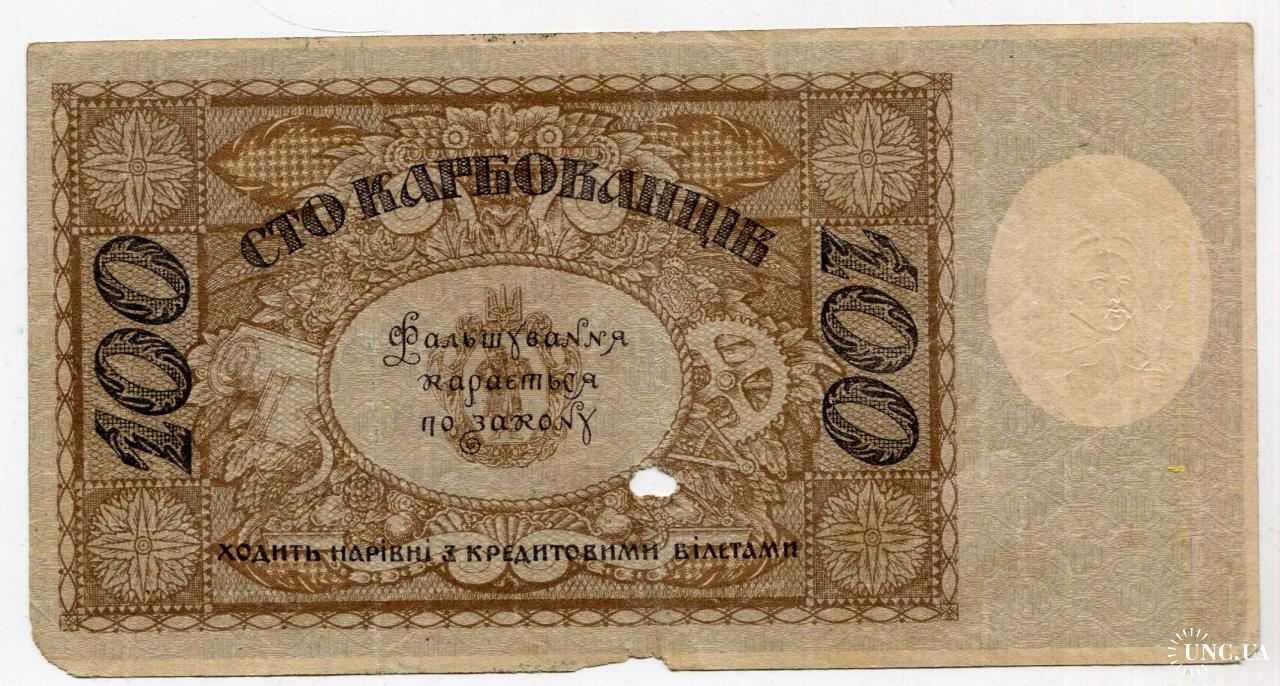 СТО КАРБОВАНЦІВ
100
100
Фальшування
карається
по закону
ХОДИТЬ НАРІВНІ З КРЕДИТОВИМИ БІЛЕТАМИ
UNC.UA